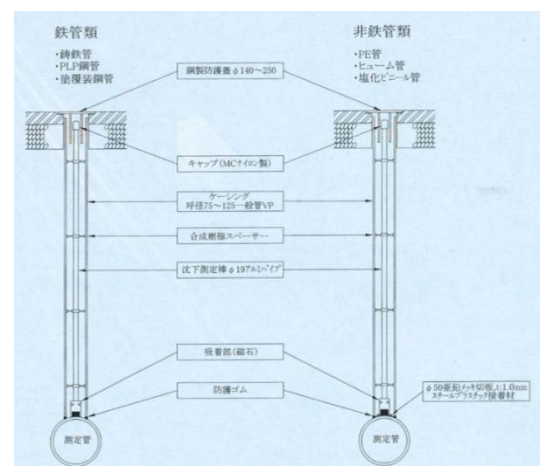 鉄管類
・鋳鉄管
・PLP鋼管
・塗覆装鋼管
非鉄管類
・PE管
・ヒューム管
・塩化ビニール管
鋼製防護蓋φ140~250
キャップ(MCナイロン製)
ケーシング
呼径75~125一般管VP
合成樹脂スペーサー
沈下測定棒φ19アルミパイプ
吸着部(磁石)
防護ゴム
φ50亜鉛メッキ切板,t:1.0mm
スチールプラスチック接着材
測定管
測定管